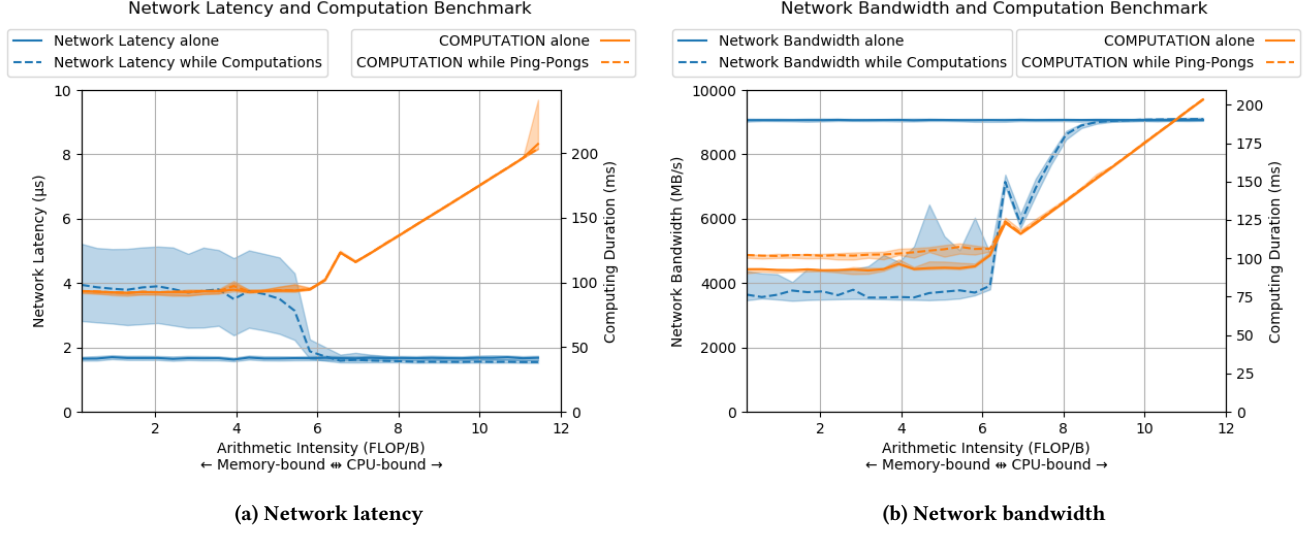 Network Latency and Computation Benchmark
Network Latency alone
Network Latency while Computations
COMPUTATION alone
COMPUTATION while Ping-Pongs
10
8
6
4
2
0
Network Latency (µs)
200
150
100
50
0
Computing Duration (ms)
2 4 6 8 10 12
Arithmetic Intensity (FLOP/B)
← Memory-bound ⇹ CPU-bound →
(a) Network latency
Network Bandwidth and Computation Benchmark
Network Bandwidth alone
Network Bandwidth while Computations
COMPUTATION alone
COMPUTATION while Ping-Pongs
10000
8000
6000
4000
2000
0
Network Bandwidth (MB/s)
200
175
150
125
100
75
50
25
0
Computing Duration (ms)
2 4 6 8 10 12
Arithmetic Intensity (FLOP/B)
← Memory-bound ⇹ CPU-bound →
(b) Network bandwidth